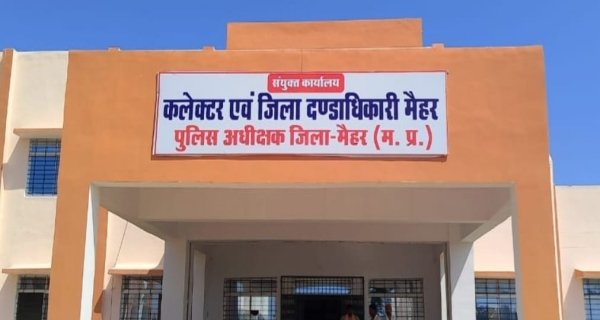 संयुक्त कार्यालय
कलेक्टर एवं जिला दण्डाधिकारी मैहर
पुलिस अधीक्षक जिला-मैहर (म. प्र.)